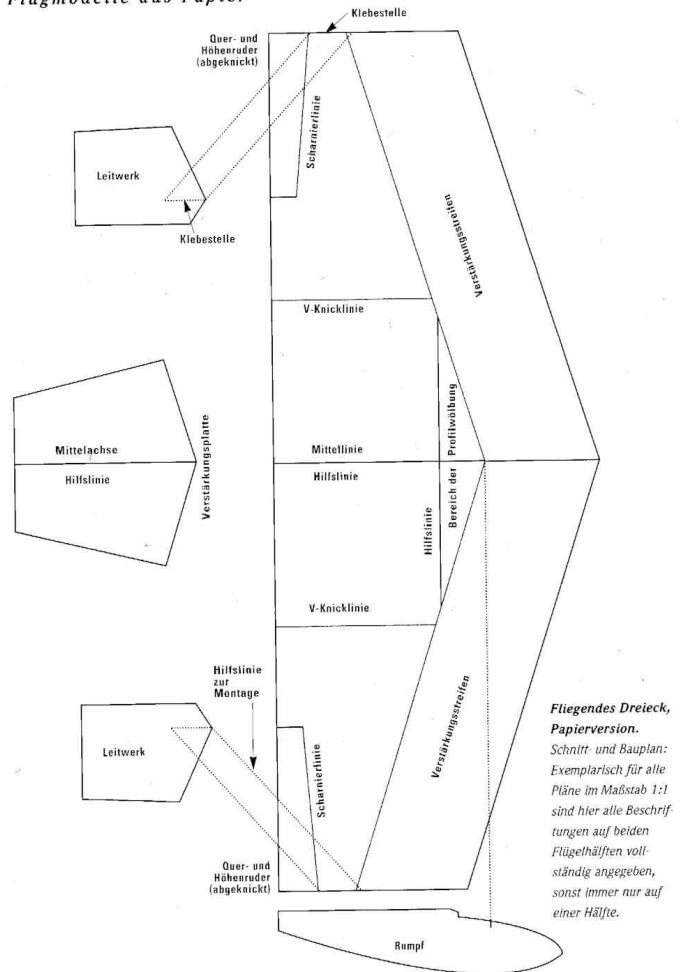 Flugmodelle aus Papier
Klebestelle
Quer- und
Höhenruder
(abgeknickt)
Scharnierlinie
Leitwerk
Klebestelle
Verstärkungsstreifen
V-Knicklinie
Profilwölbung
Mittelachse
Verstärkungsplatte
Mittellinie
Hilfslinie
Hilfslinie
Bereich der
Hilfslinie
V-Knicklinie
Hilfslinie
zur
Montage
Verstärkungsstreifen
Leitwerk
Scharnierlinie
Quer- und
Höhenruder
(abgeknickt)
Rumpf
Fliegendes Dreieck,
Papierversion.
Schnitt- und Bauplan:
Exemplarisch für alle
Pläne im Maßstab 1:1
sind hier alle Beschrif-
tungen auf beiden
Flügelhälften voll-
ständig angegeben,
sonst immer nur auf
einer Hälfte.